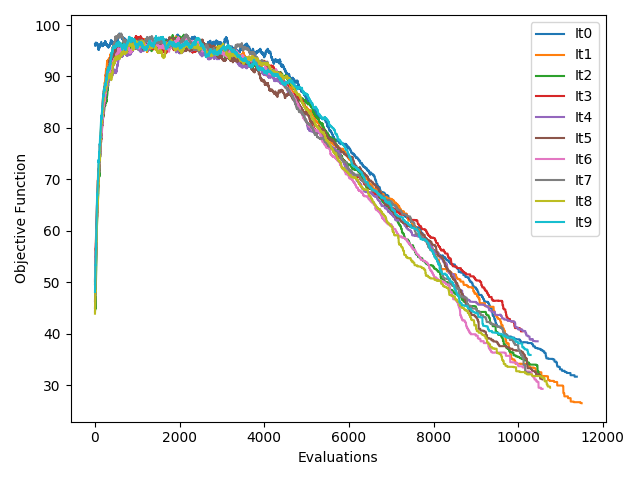 100
90
80
70
60
50
40
30
Objective Function
0
2000
4000
6000
8000
10000
12000
Evaluations
It0
It1
It2
It3
It4
It5
It6
It7
It8
It9